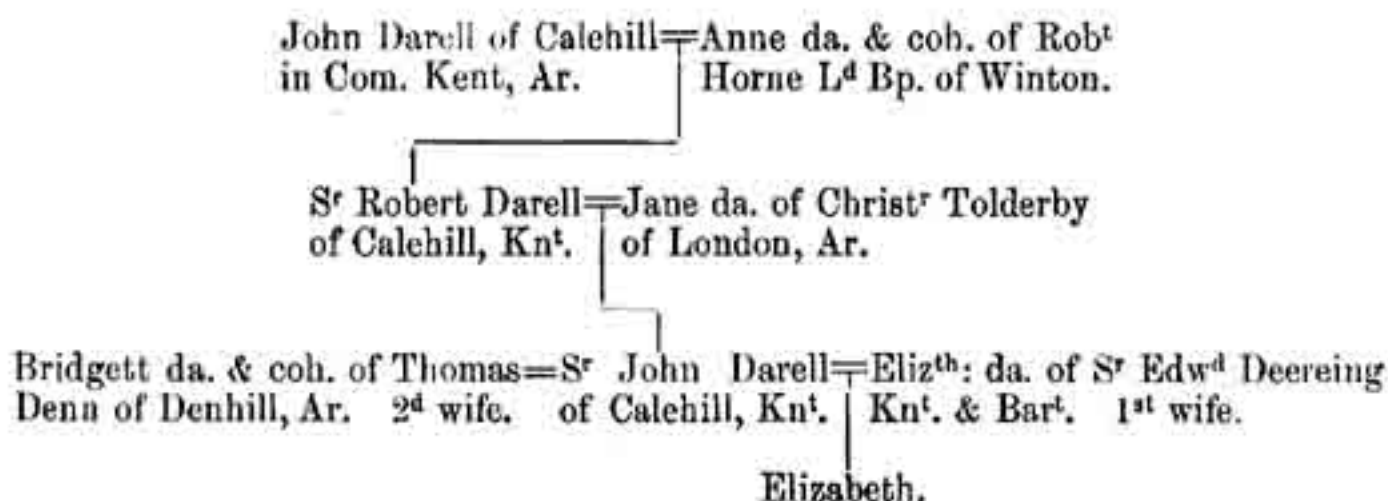 John Darell of Calehill=Anne da. & coh. of Robᵗ
in Com. Kent, Ar. Horne Lᵈ Bp. of Winton.
Sʳ Robert Darell=Jane da. of Christʳ Tolderby
of Calehill, Knᵗ. of London, Ar.
Bridgett da. & coh. of Thomas=Sʳ John Darell=Elizᵗʰ: da. of Sʳ Edwᵈ Deereing
Denn of Denhill, Ar. 2ᵈ wife. of Calehill, Knᵗ. Knᵗ. & Barᵗ. 1ˢᵗ wife.
Elizabeth.